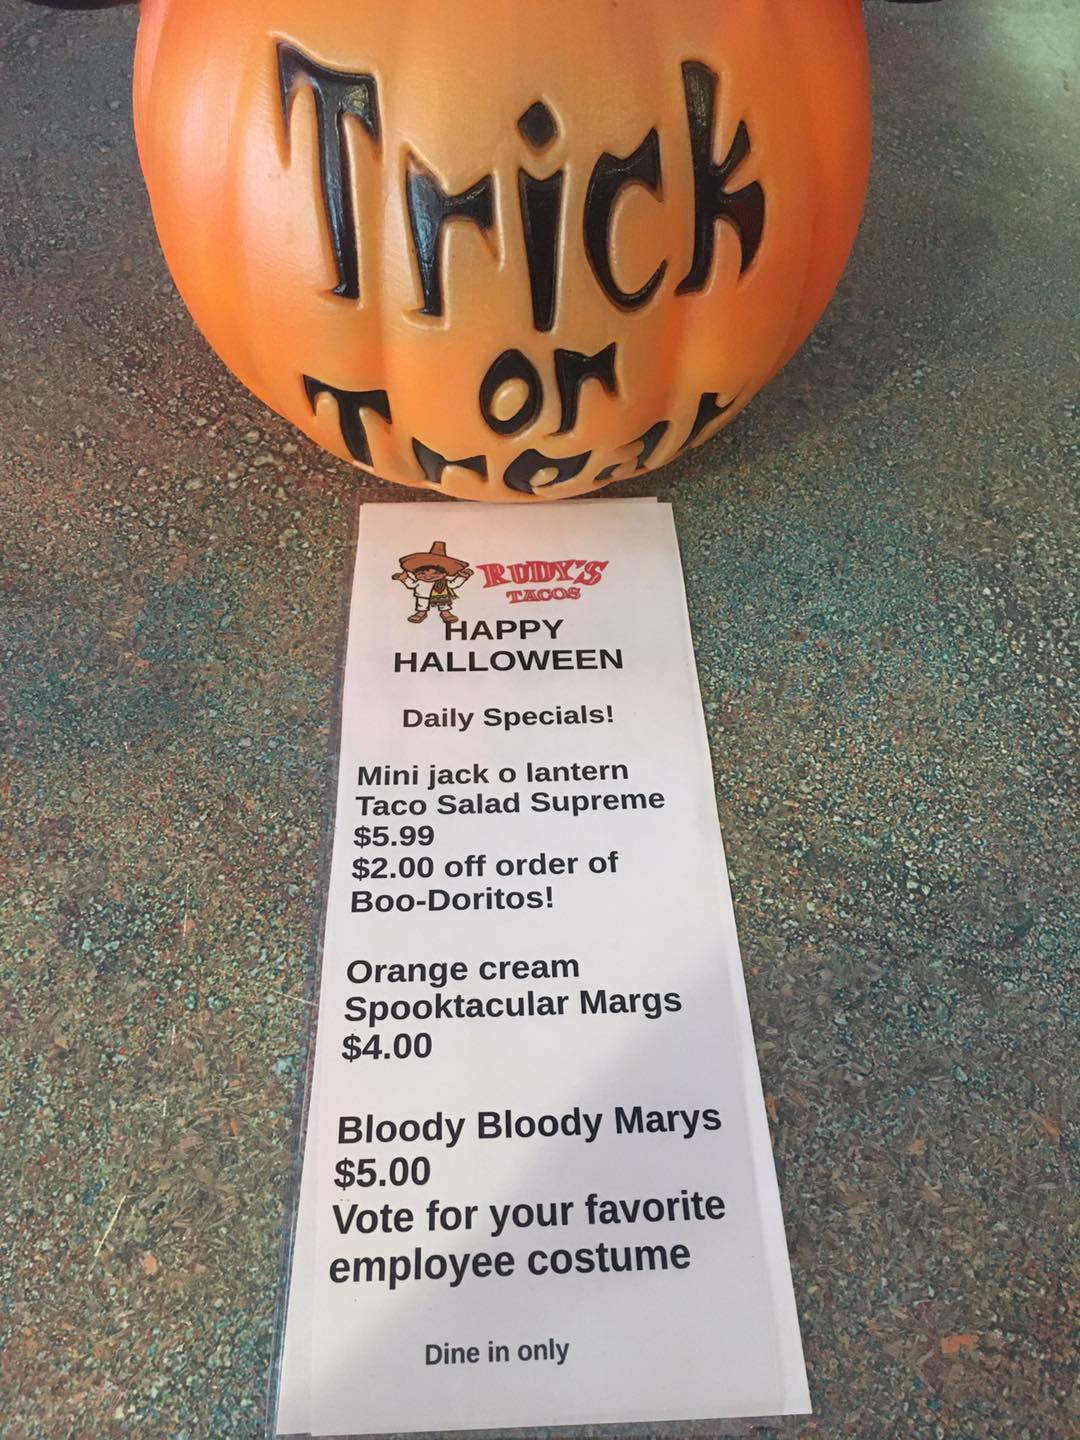 Trick
or
Treat
RUDY'S
TACOS
HAPPY
HALLOWEEN
Daily Specials!
Mini jack o lantern
Taco Salad Supreme
$5.99
$2.00 off order of
Boo-Doritos!
Orange cream
Spooktacular Margs
$4.00
Bloody Bloody Marys
$5.00
Vote for your favorite
employee costume
Dine in only